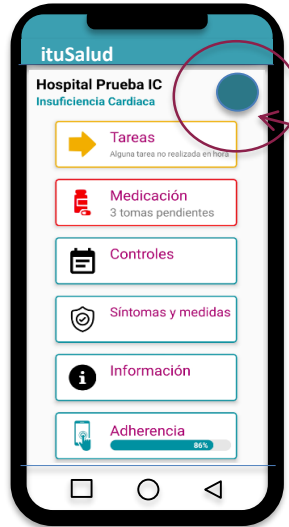 ituSalud
Hospital Prueba IC
Insuficiencia Cardiaca
Tareas
Alguna tarea no realizada en hora
Medicación
3 tomas pendientes
Controles
Síntomas y medidas
Información
Adherencia
86%